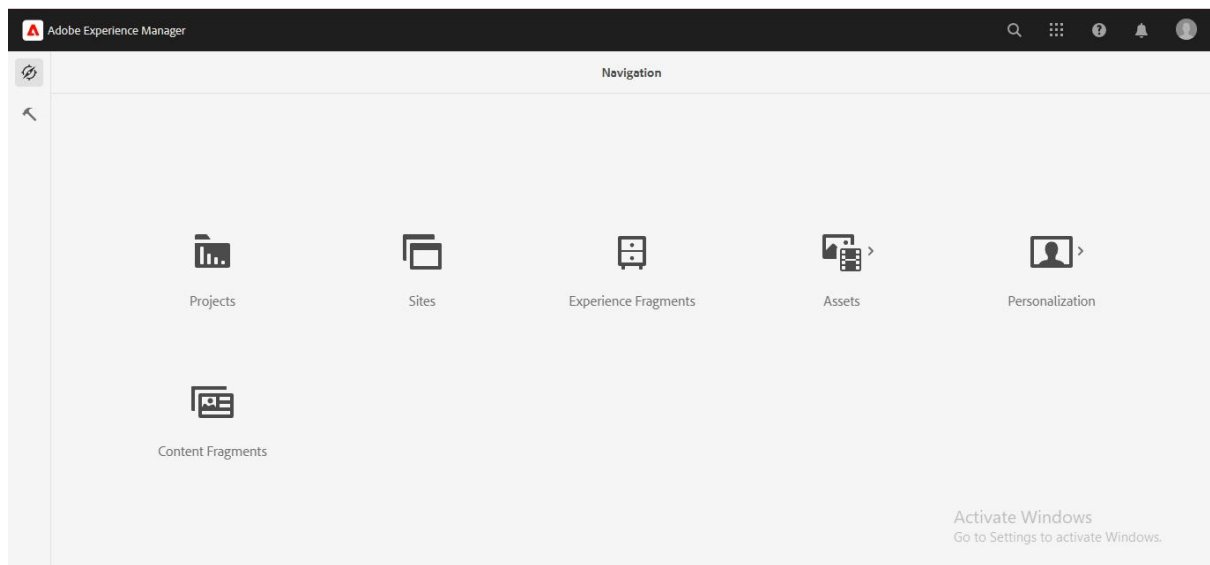 Adobe Experience Manager
Navigation
Projects
Sites
Experience Fragments
Assets
Personalization
Content Fragments
Activate Windows
Go to Settings to activate Windows.